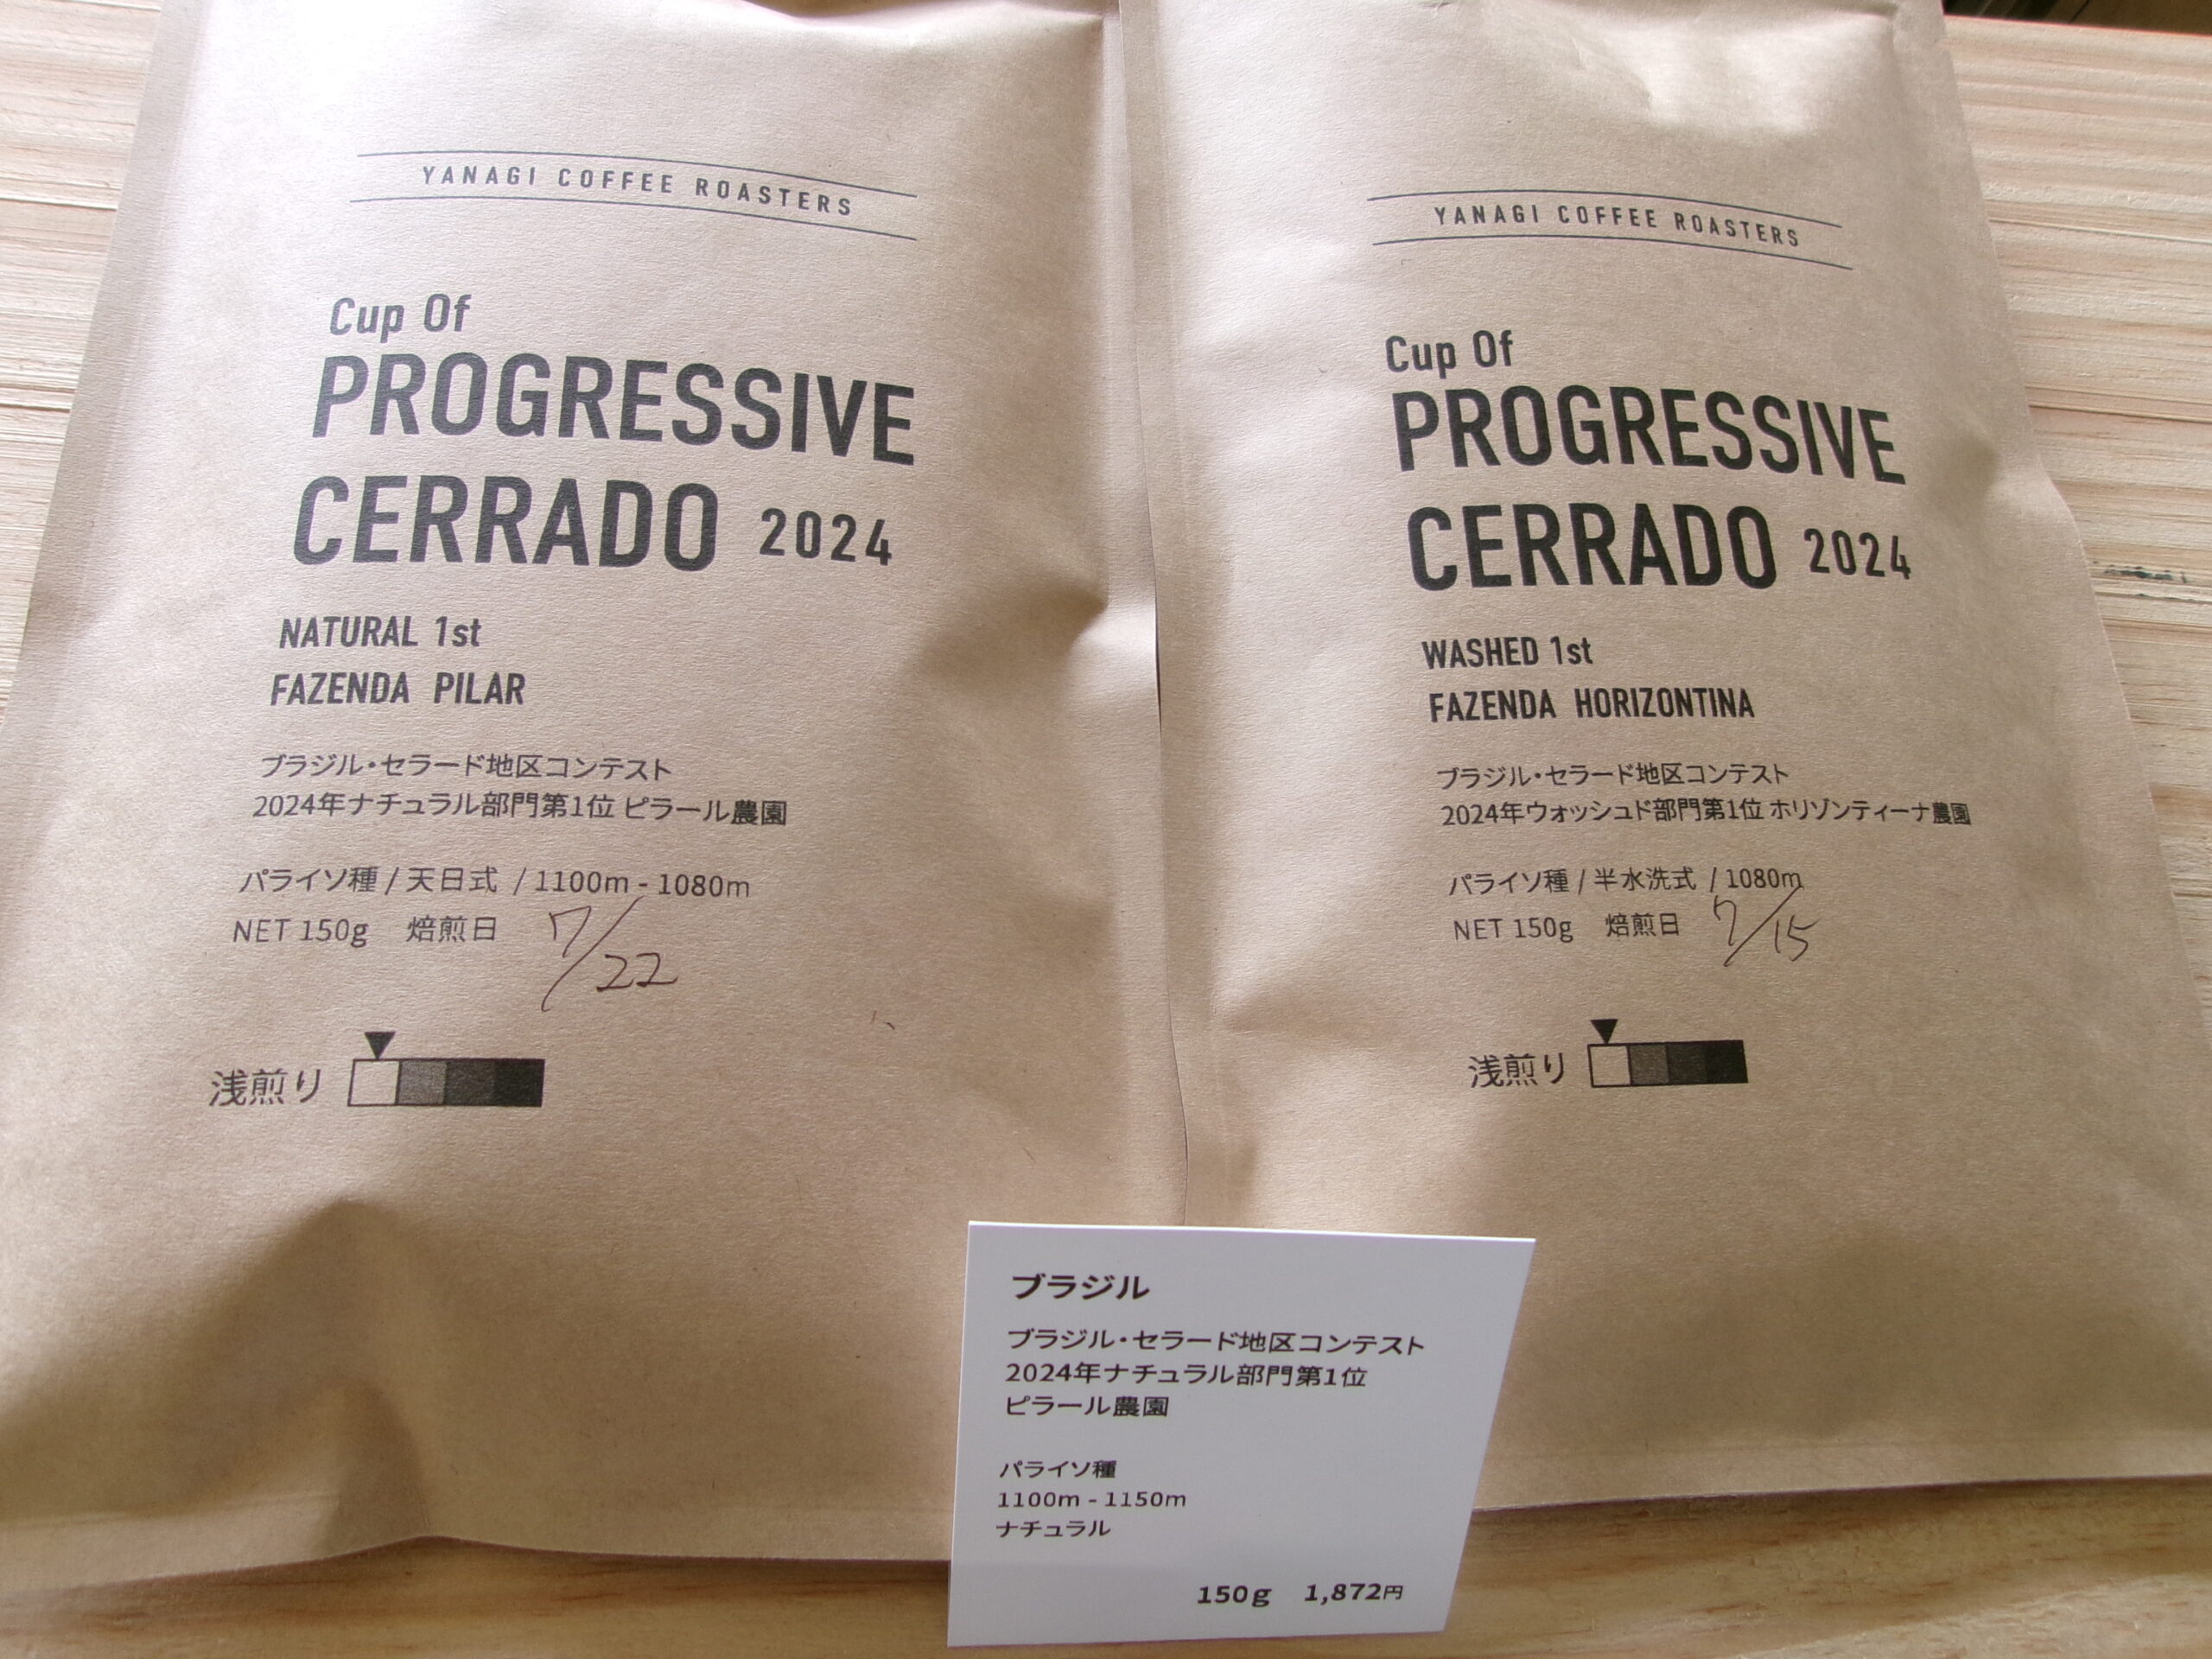 YANAGI COFFEE ROASTERS
Cup Of
PROGRESSIVE
CERRADO 2024
NATURAL 1st
FAZENDA PILAR
ブラジル・セラード地区コンテスト
2024年ナチュラル部門第1位 ピラール農園
パライソ種 / 天日式 / 1100m - 1080m
NET 150g 焙煎日 7/22
浅煎り
YANAGI COFFEE ROASTERS
Cup Of
PROGRESSIVE
CERRADO 2024
WASHED 1st
FAZENDA HORIZONTINA
ブラジル・セラード地区コンテスト
2024年ウォッシュド部門第1位 ホリゾンティーナ農園
パライソ種 / 半水洗式 / 1080m
NET 150g 焙煎日 7/15
浅煎り
ブラジル
ブラジル・セラード地区コンテスト
2024年ナチュラル部門第1位
ピラール農園
パライソ種
1100m - 1150m
ナチュラル
150g 1,872円